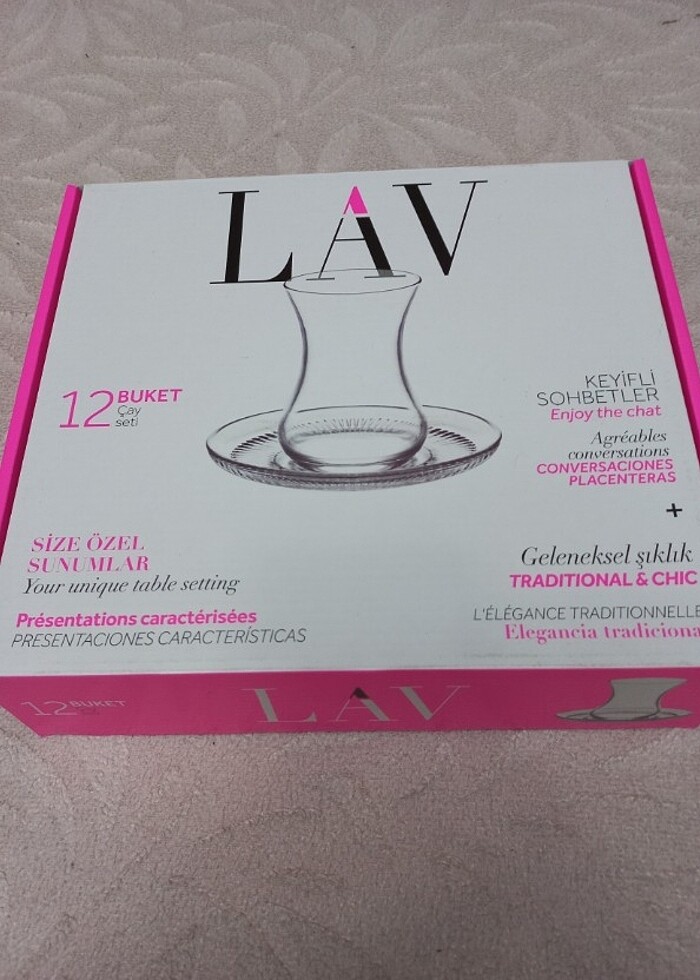 LAV
12 BUKET
Çay
seti
KEYİFLİ
SOHBETLER
Enjoy the chat
Agréables
conversations
CONVERSACIONES
PLACENTERAS
+
SİZE ÖZEL
SUNUMLAR
Your unique table setting
Présentations caractérisées
PRESENTACIONES CARACTERÍSTICAS
Geleneksel şıklık
TRADITIONAL & CHIC
L'ÉLÉGANCE TRADITIONNELLE
Elegancia tradiciona
12 BUKET
LAV